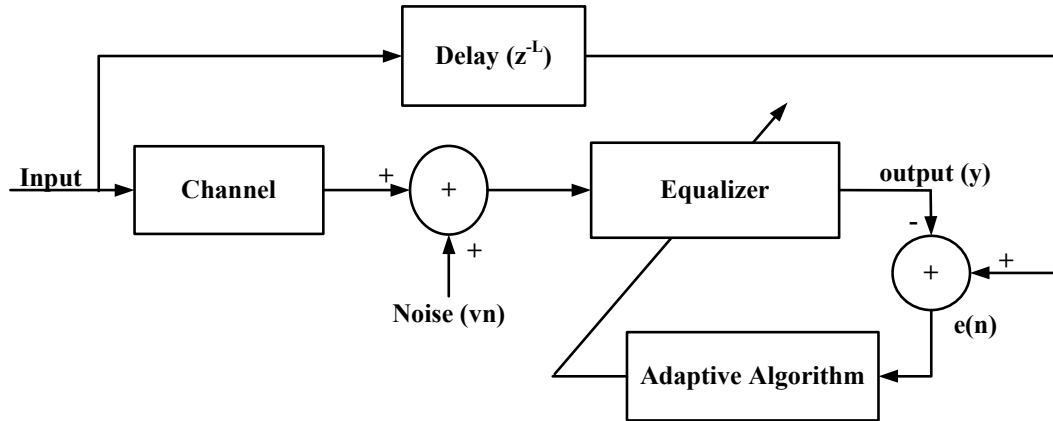 Delay (z-L)
Input
Channel
+
+
+
Noise (vn)
Equalizer
output (y)
-
+
+
e(n)
Adaptive Algorithm